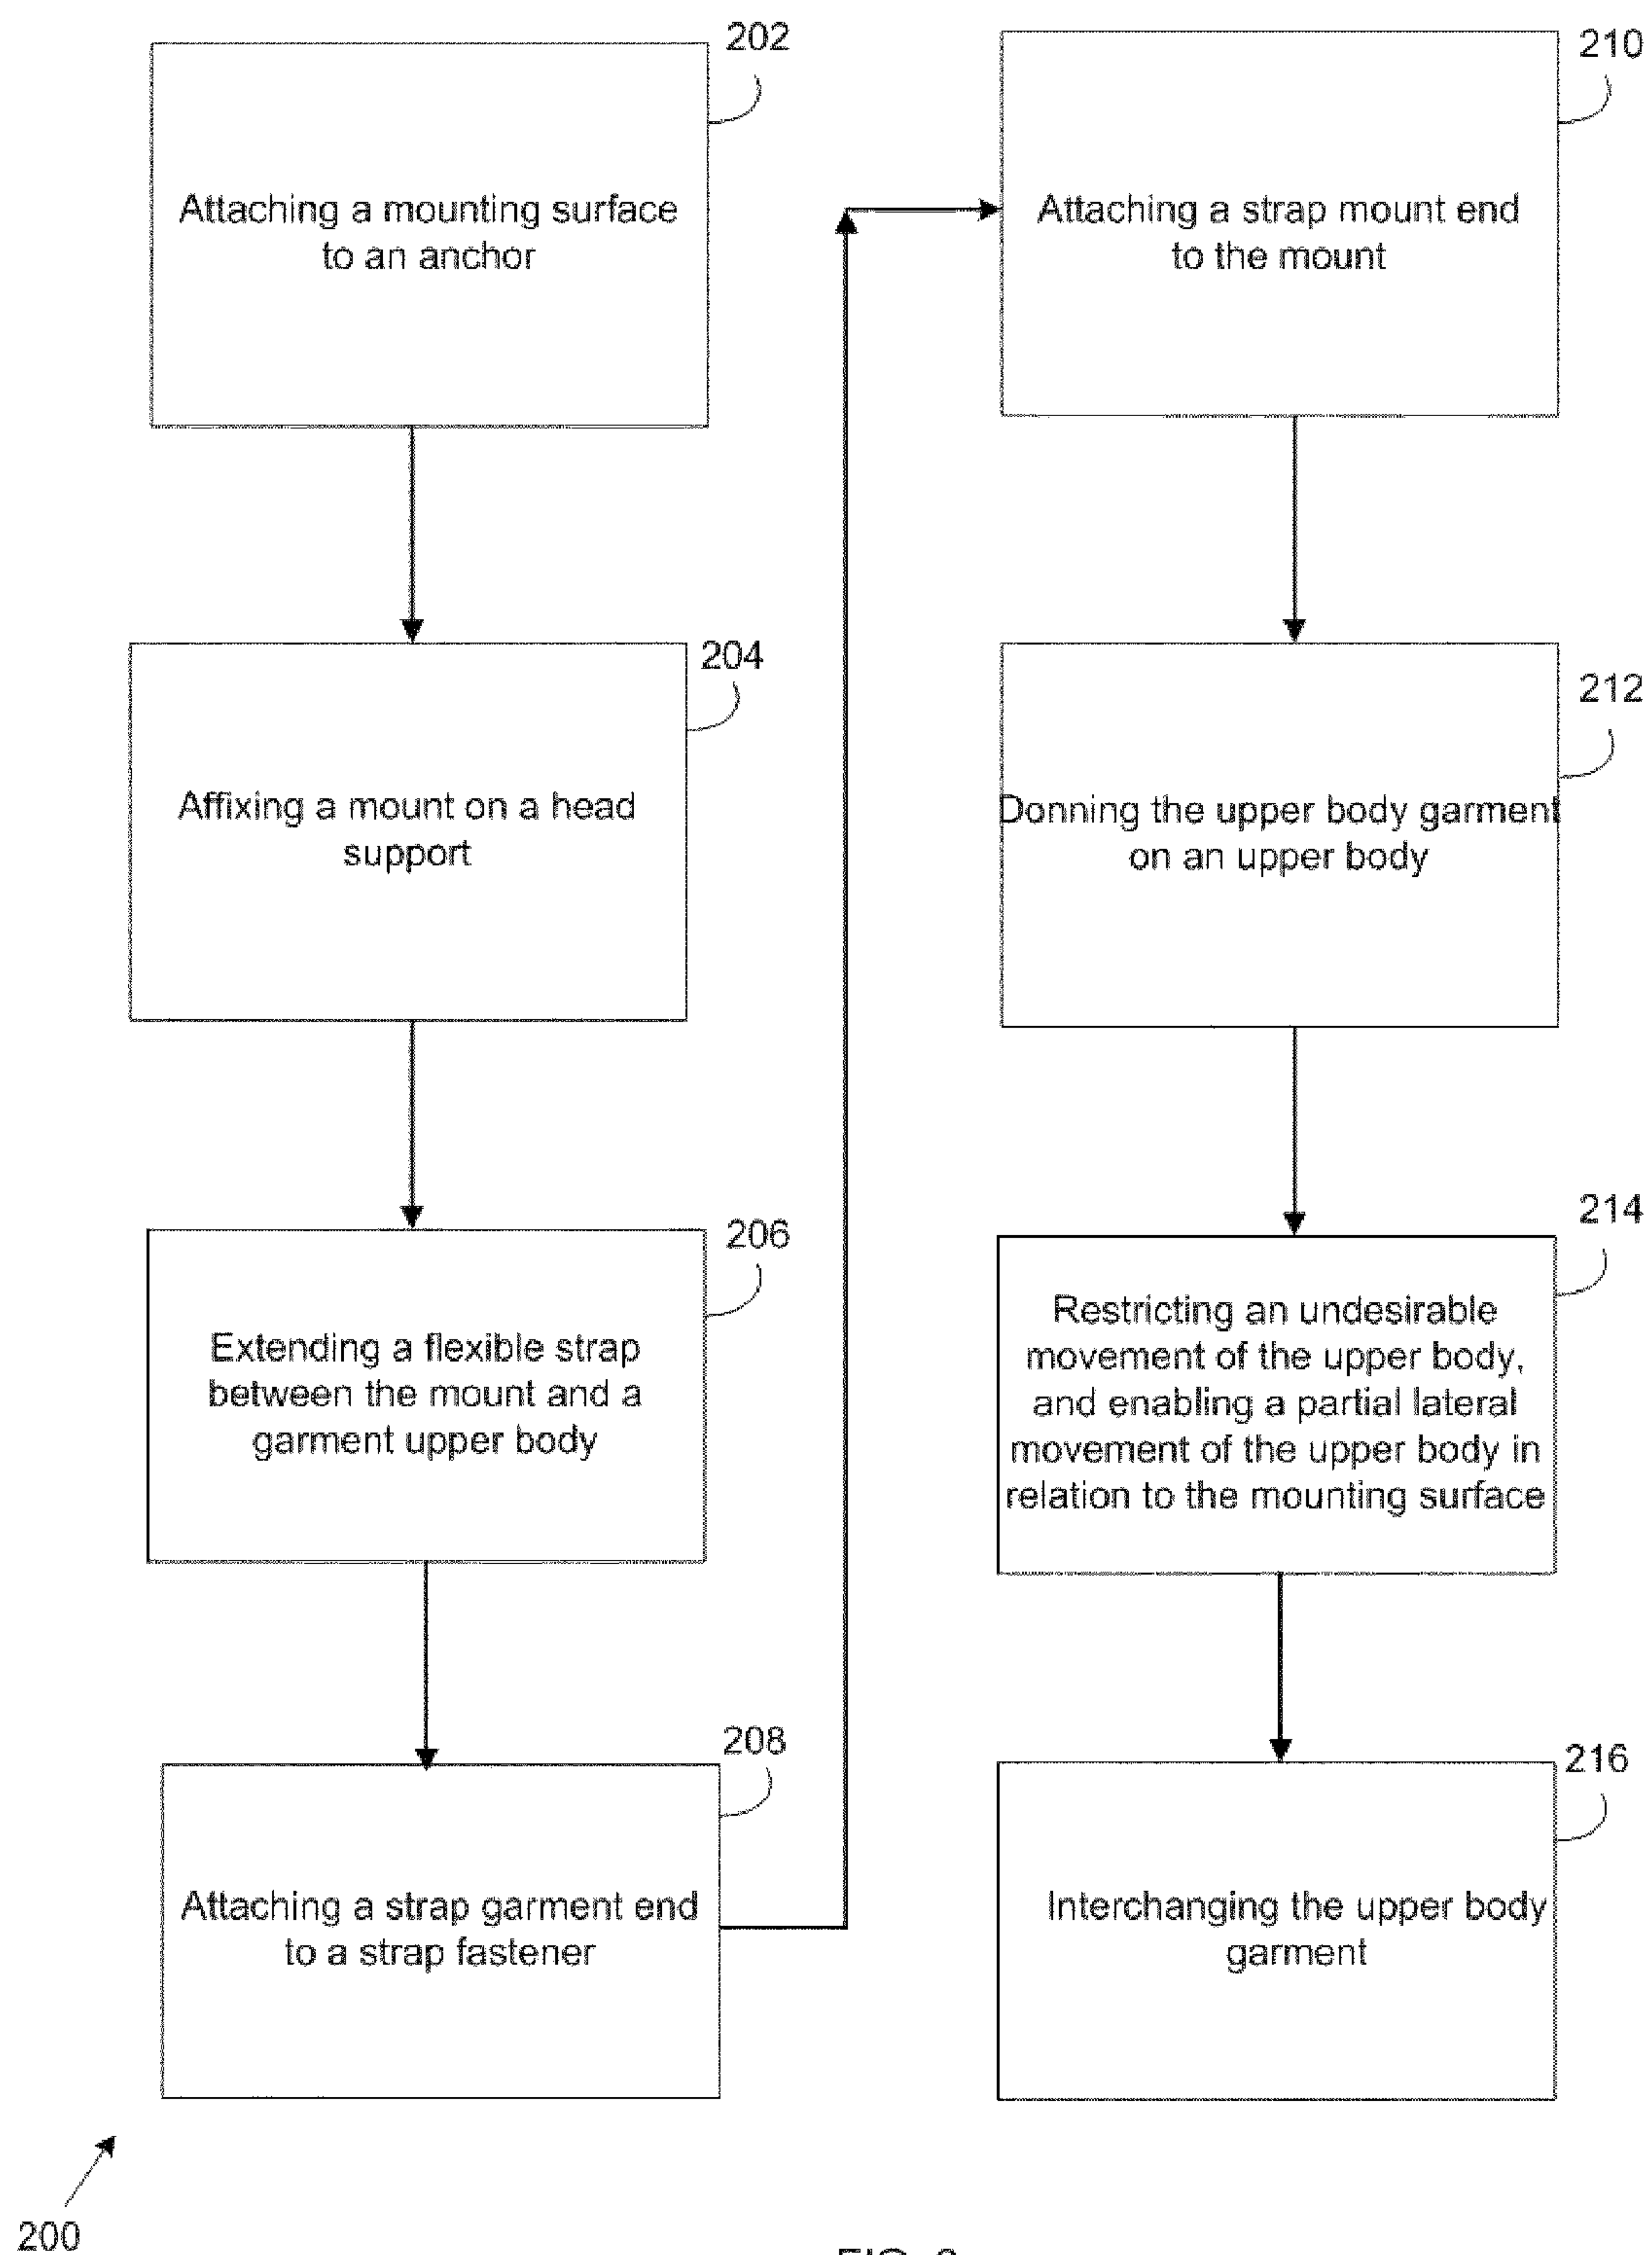 202
Attaching a mounting surface
to an anchor
204
Affixing a mount on a head
support
206
Extending a flexible strap
between the mount and a
garment upper body
208
Attaching a strap garment end
to a strap fastener
210
Attaching a strap mount end
to the mount
212
Donning the upper body garment
on an upper body
214
Restricting an undesirable
movement of the upper body,
and enabling a partial lateral
movement of the upper body in
relation to the mounting surface
216
Interchanging the upper body
garment
200